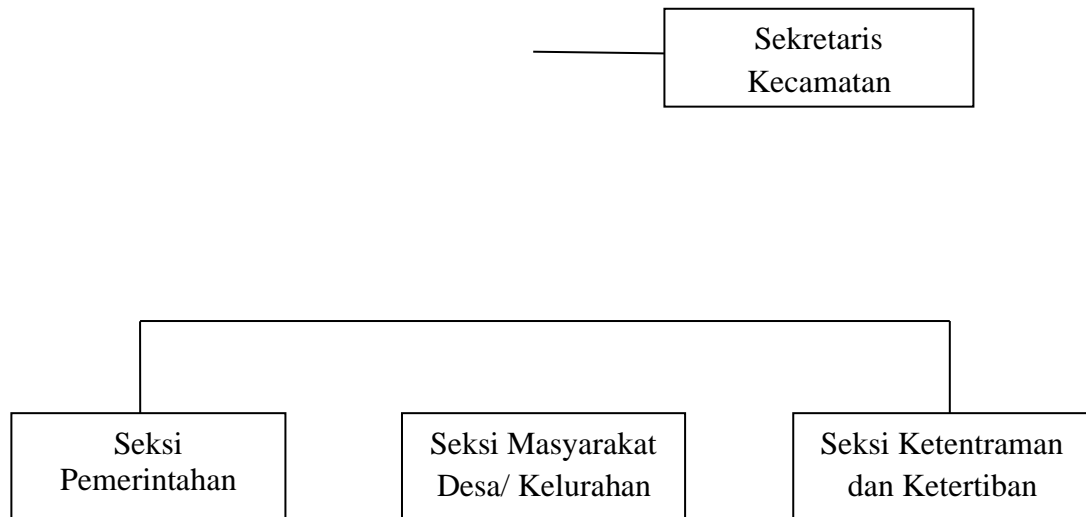 Sekretaris
Kecamatan
Seksi
Pemerintahan
Seksi Masyarakat
Desa/ Kelurahan
Seksi Ketentraman
dan Ketertiban